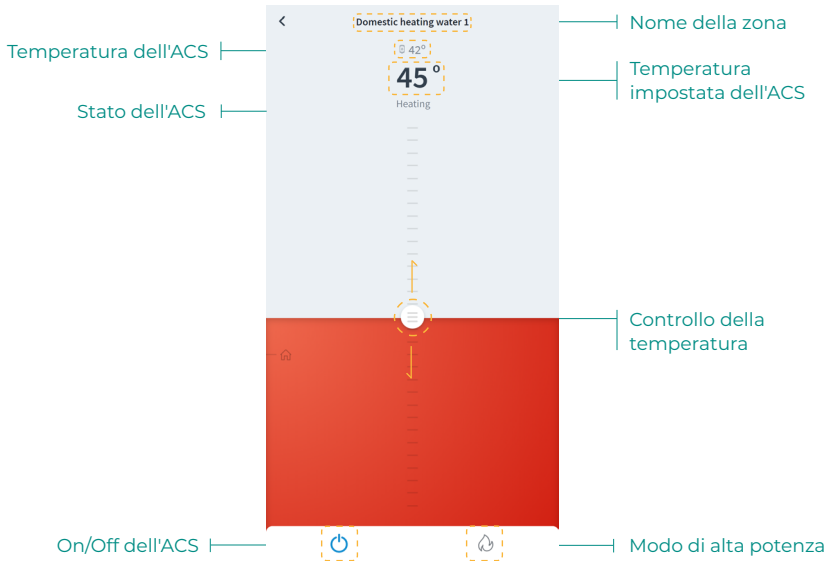 Domestic heating water 1
Nome della zona
Temperatura dell'ACS
42°
45°
Temperatura
impostata dell'ACS
Stato dell'ACS
Heating
Controllo della
temperatura
On/Off dell'ACS
Modo di alta potenza